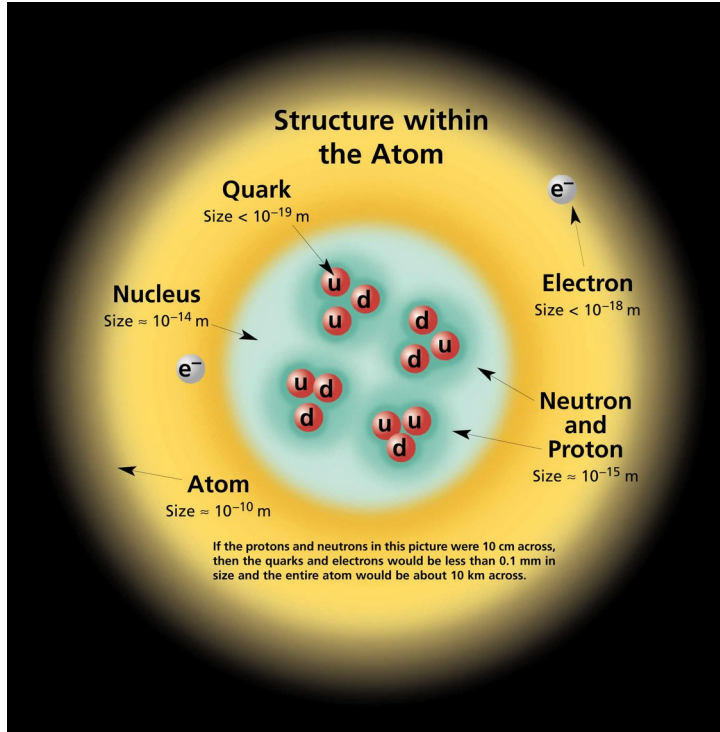 Structure within
the Atom
Quark
Size < 10⁻¹⁹ m
e⁻
Nucleus
Size ≈ 10⁻¹⁴ m
Electron
Size < 10⁻¹⁸ m
u
d
u
d
u
d
e⁻
u
d
d
u
u
d
Neutron
and
Proton
Size ≈ 10⁻¹⁵ m
Atom
Size ≈ 10⁻¹⁰ m
If the protons and neutrons in this picture were 10 cm across,
then the quarks and electrons would be less than 0.1 mm in
size and the entire atom would be about 10 km across.